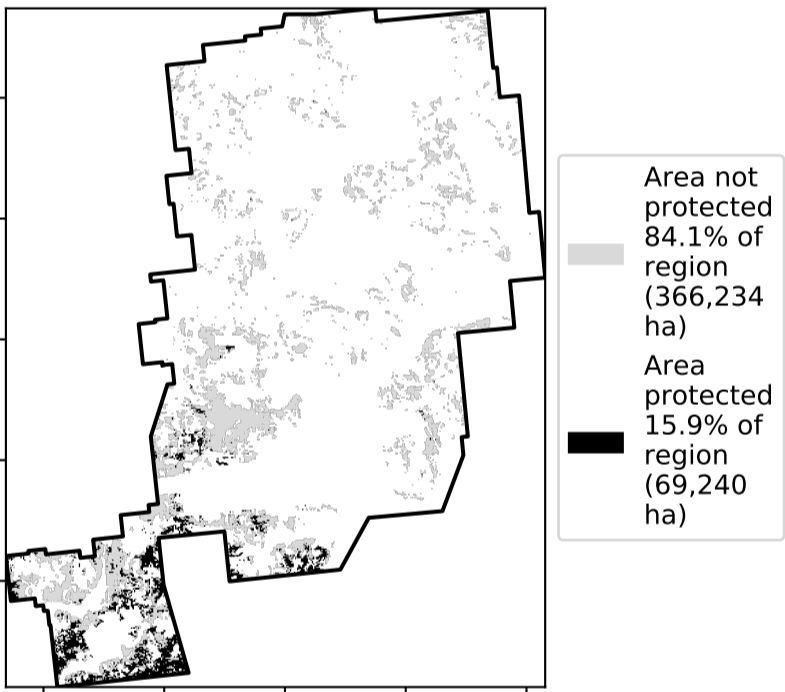 Area not
protected
84.1% of
region
(366,234
ha)
Area
protected
15.9% of
region
(69,240
ha)